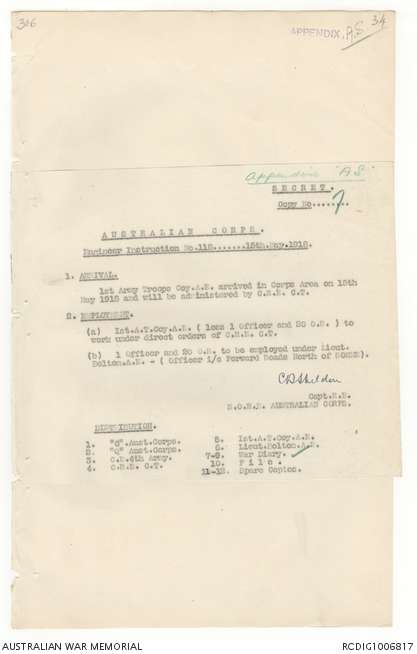 306
APPENDIX. A.S. 34
Appendix "A S"
SECRET.
Copy No......7
AUSTRALIAN CORPS.
Engineer Instruction No.118.......15th.May.1918.
1. ARRIVAL.
1st Army Troops Coy.A.E. arrived in Corps Area on 15th
May 1918 and will be administered by C.R.E. C.T.
2. EMPLOYMENT.
(a) 1st.A.T.Coy.A.E. ( less 1 Officer and 20 O.R. ) to
work under direct orders of C.R.E. C.T.
(b) 1 Officer and 20 O.R. to be employed under Lieut.
Bolton.A.E. - ( Officer i/c Forward Roads North of SOMME).
C D Sheldon
Capt.R.E.
S.O.R.E. AUSTRALIAN CORPS.
DISTRIBUTION.
1. "G".Aust.Corps.
2. "Q" Aust.Corps.
3. C.E.4th Army.
4. C.R.E. C.T.
5. 1st.A.T.Coy.A.E.
6. Lieut.Bolton.A.E.
7-9. War Diary.
10. File.
11-12. Spare Copies.
AUSTRALIAN WAR MEMORIAL
RCDIG1006817